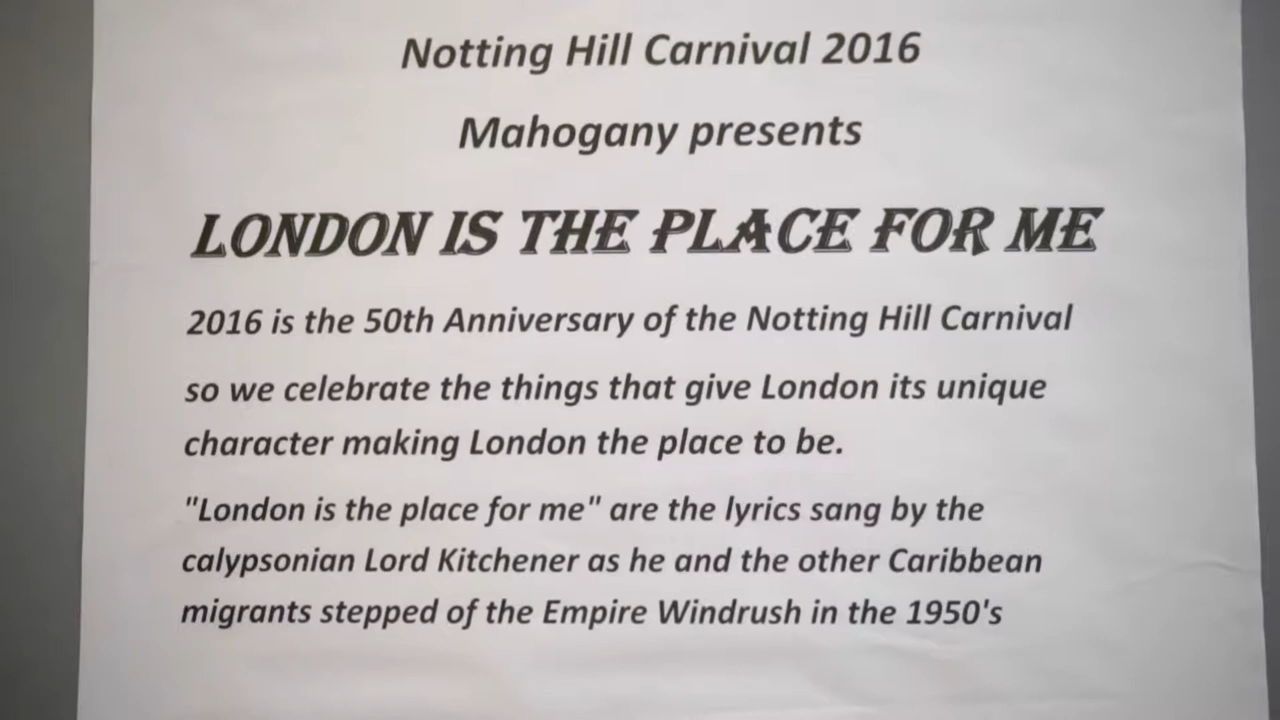 Notting Hill Carnival 2016
Mahogany presents
LONDON IS THE PLACE FOR ME
2016 is the 50th Anniversary of the Notting Hill Carnival
so we celebrate the things that give London its unique
character making London the place to be.
"London is the place for me" are the lyrics sang by the
calypsonian Lord Kitchener as he and the other Caribbean
migrants stepped of the Empire Windrush in the 1950's